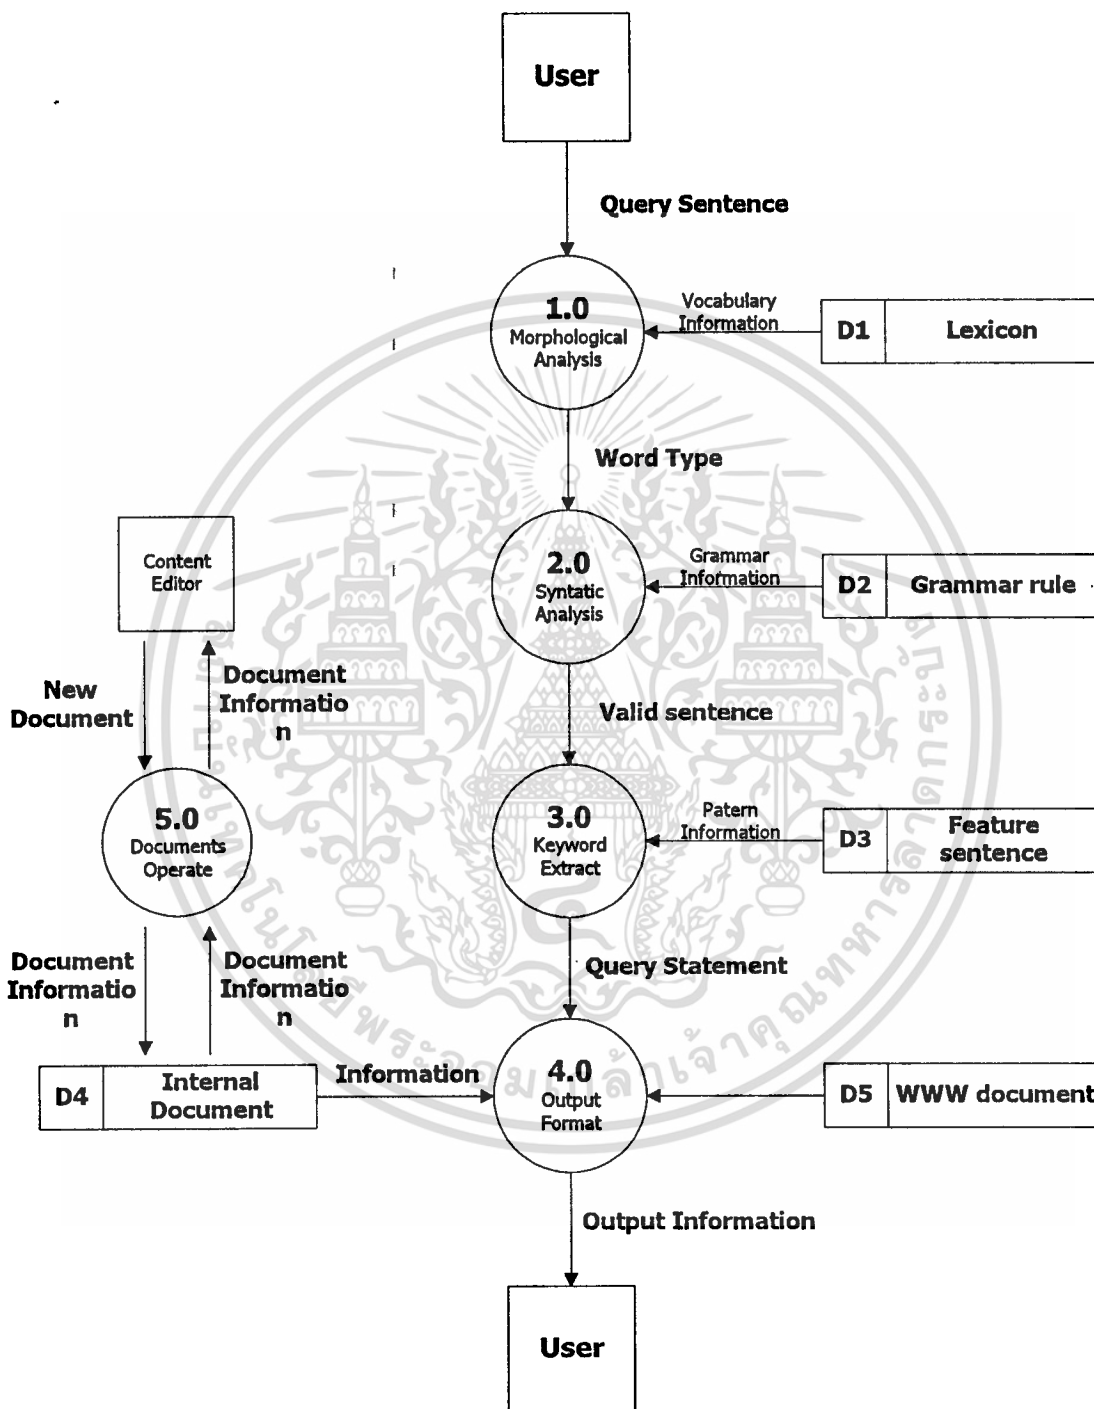 User
Query Sentence
1.0
Morphological
Analysis
Vocabulary
Information
D1
Lexicon
Word Type
Content
Editor
2.0
Syntatic
Analysis
Grammar
Information
D2
Grammar rule
New
Document
Document
Informatio
n
Valid sentence
5.0
Documents
Operate
3.0
Keyword
Extract
Patern
Information
D3
Feature
sentence
Document
Informatio
n
Document
Informatio
n
Query Statement
D4
Internal
Document
Information
4.0
Output
Format
D5
WWW document
Output Information
User